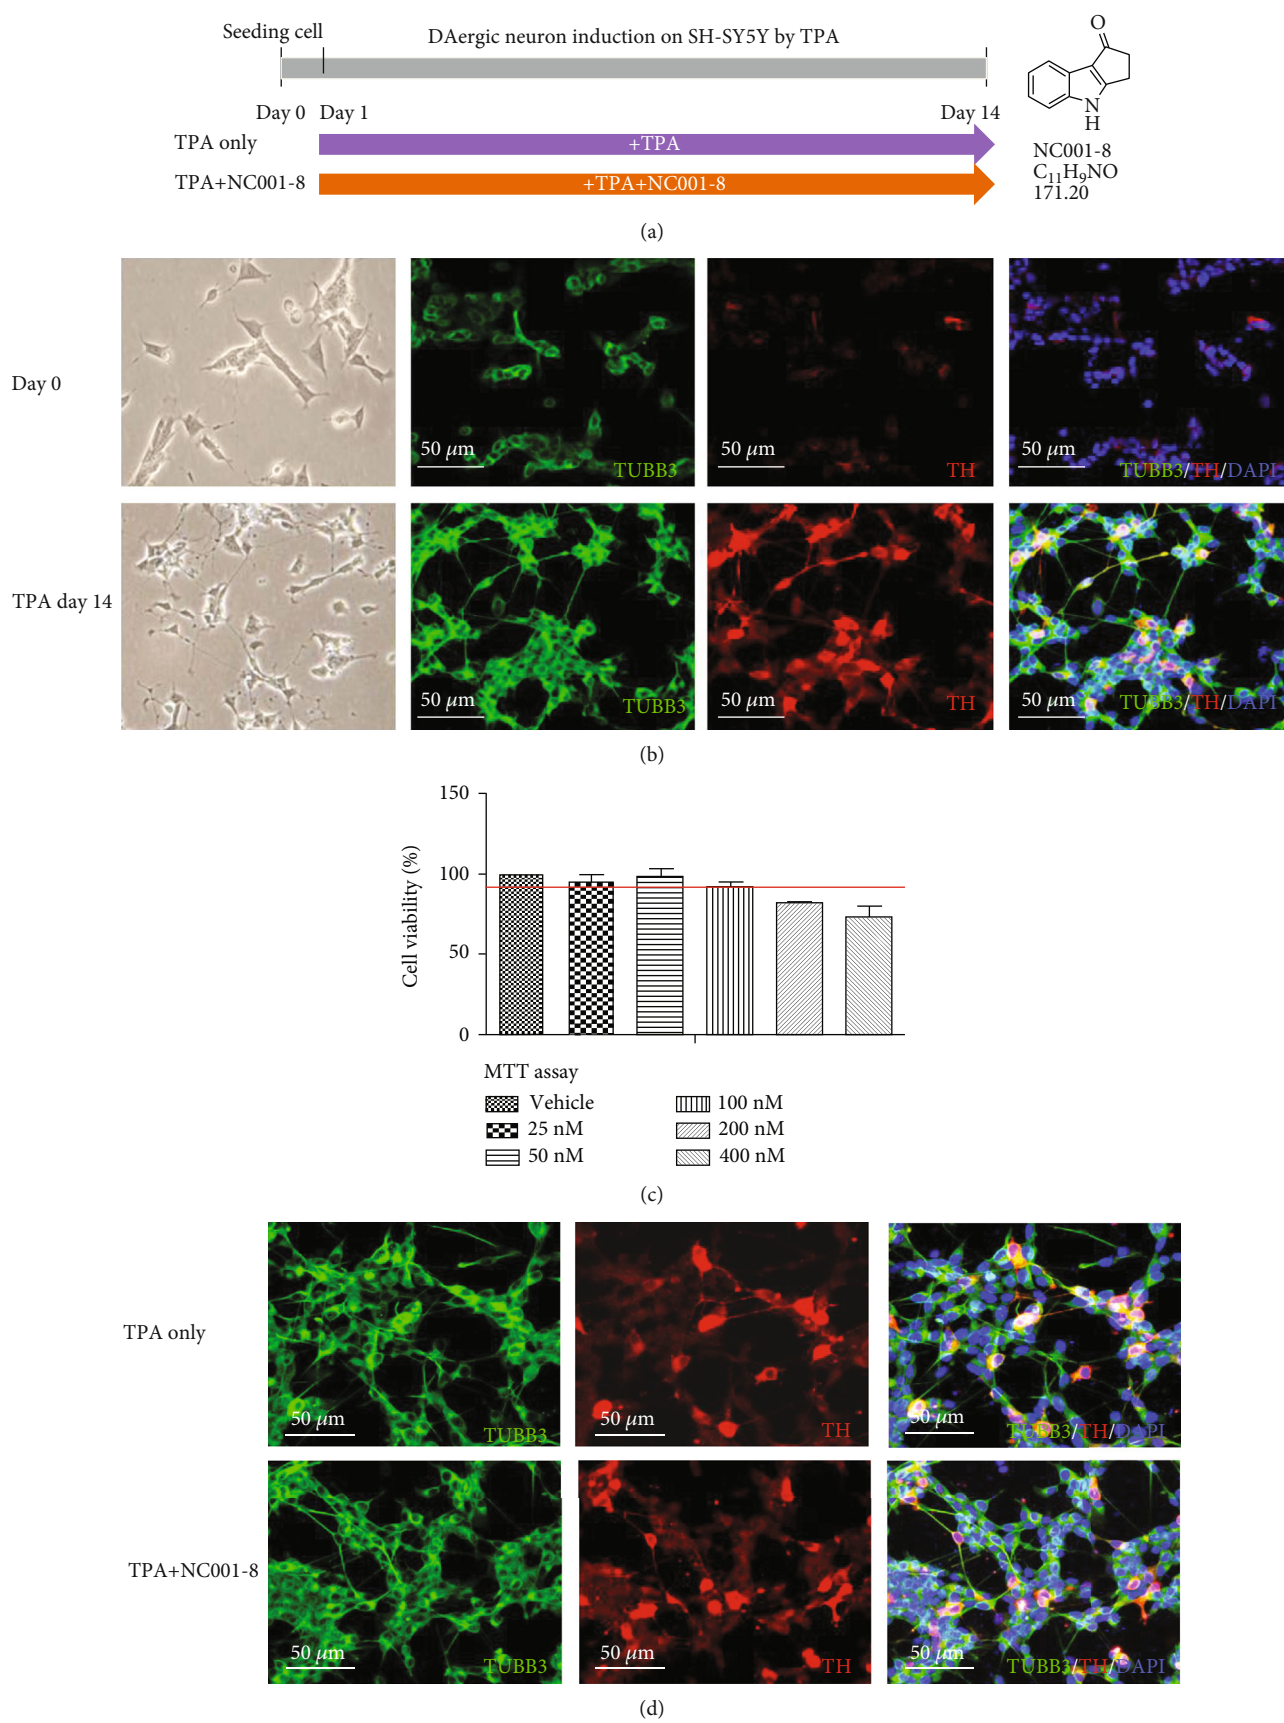 Seeding cell
DAergic neuron induction on SH-SY5Y by TPA
Day 0 Day 1 Day 14
TPA only +TPA
TPA+NC001-8 +TPA+NC001-8
O
N
H
NC001-8
C₁₁H₉NO
171.20
(a)
Day 0
50 μm TUBB3
50 μm TH
50 μm TUBB3/TH/DAPI
TPA day 14
50 μm TUBB3
50 μm TH
50 μm TUBB3/TH/DAPI
(b)
Cell viability (%)
150
100
50
0
MTT assay
Vehicle
25 nM
50 nM
100 nM
200 nM
400 nM
(c)
TPA only
50 μm TUBB3
50 μm TH
50 μm TUBB3/TH/DAPI
TPA+NC001-8
50 μm TUBB3
50 μm TH
50 μm TUBB3/TH/DAPI
(d)